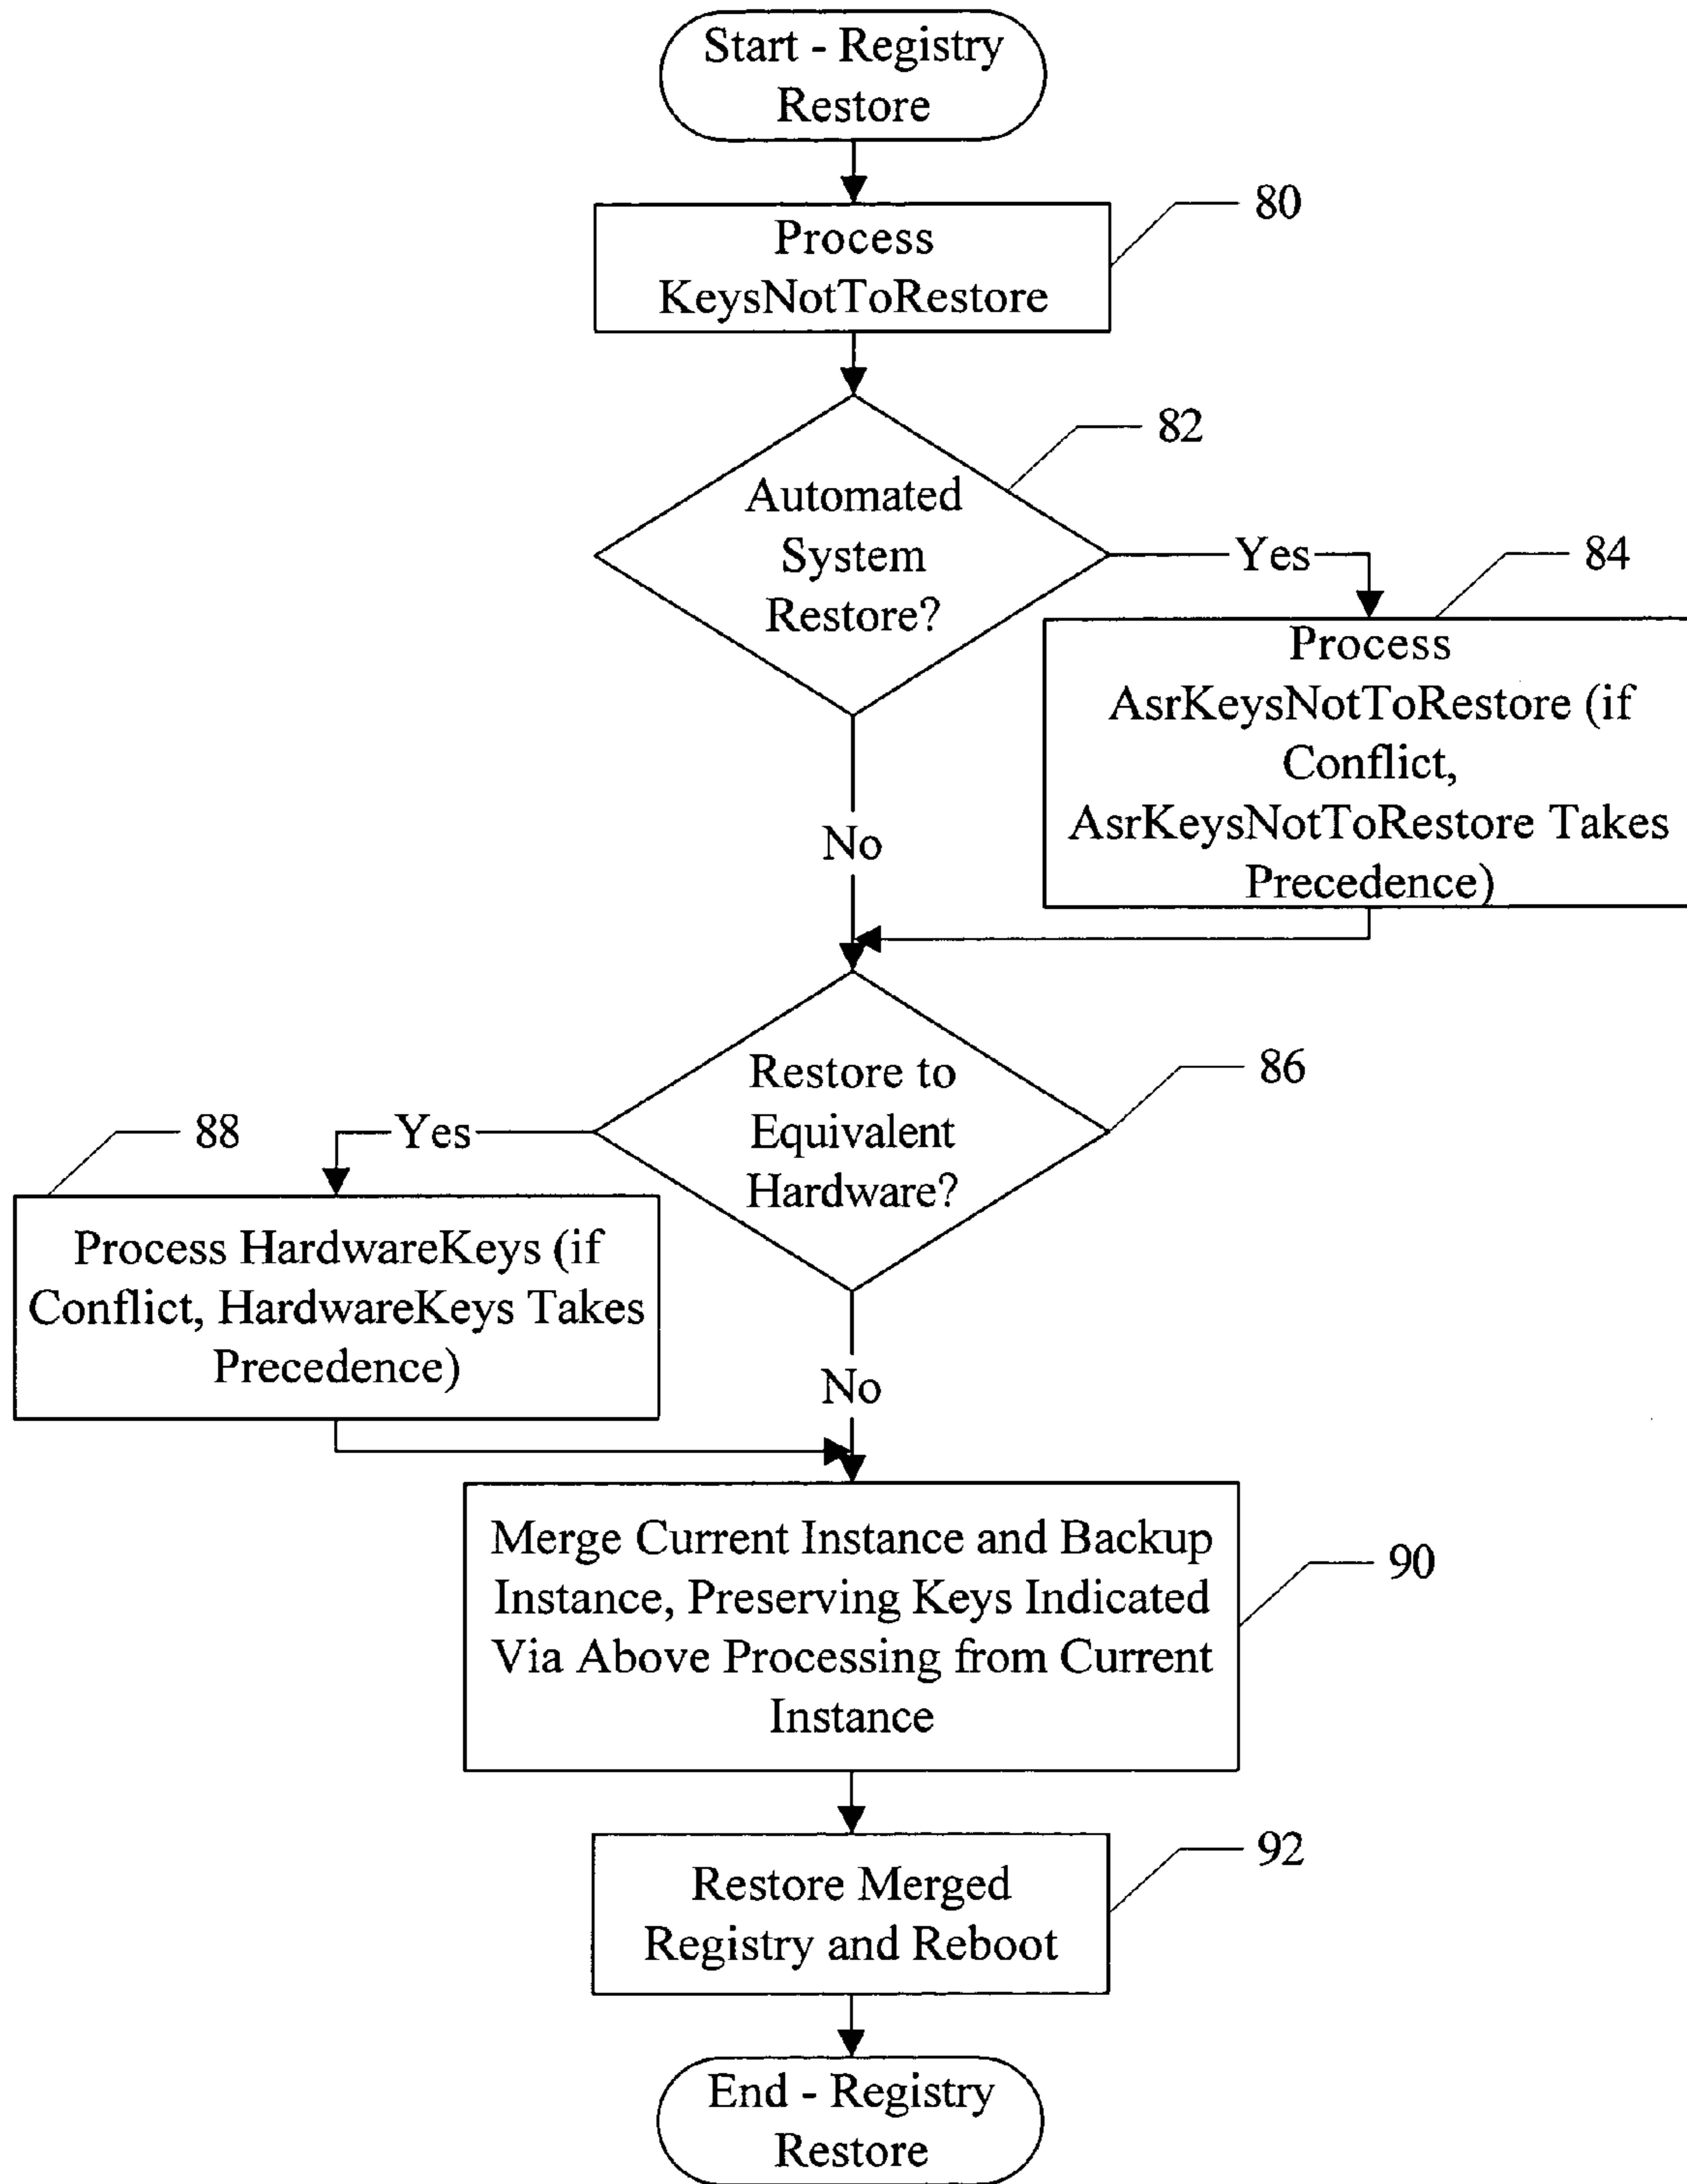 Start - Registry
Restore
80
Process
KeysNotToRestore
82
Automated
System
Restore?
Yes
84
Process
AsrKeysNotToRestore (if
Conflict,
AsrKeysNotToRestore Takes
Precedence)
No
86
Restore to
Equivalent
Hardware?
Yes
88
Process HardwareKeys (if
Conflict, HardwareKeys Takes
Precedence)
No
90
Merge Current Instance and Backup
Instance, Preserving Keys Indicated
Via Above Processing from Current
Instance
92
Restore Merged
Registry and Reboot
End - Registry
Restore